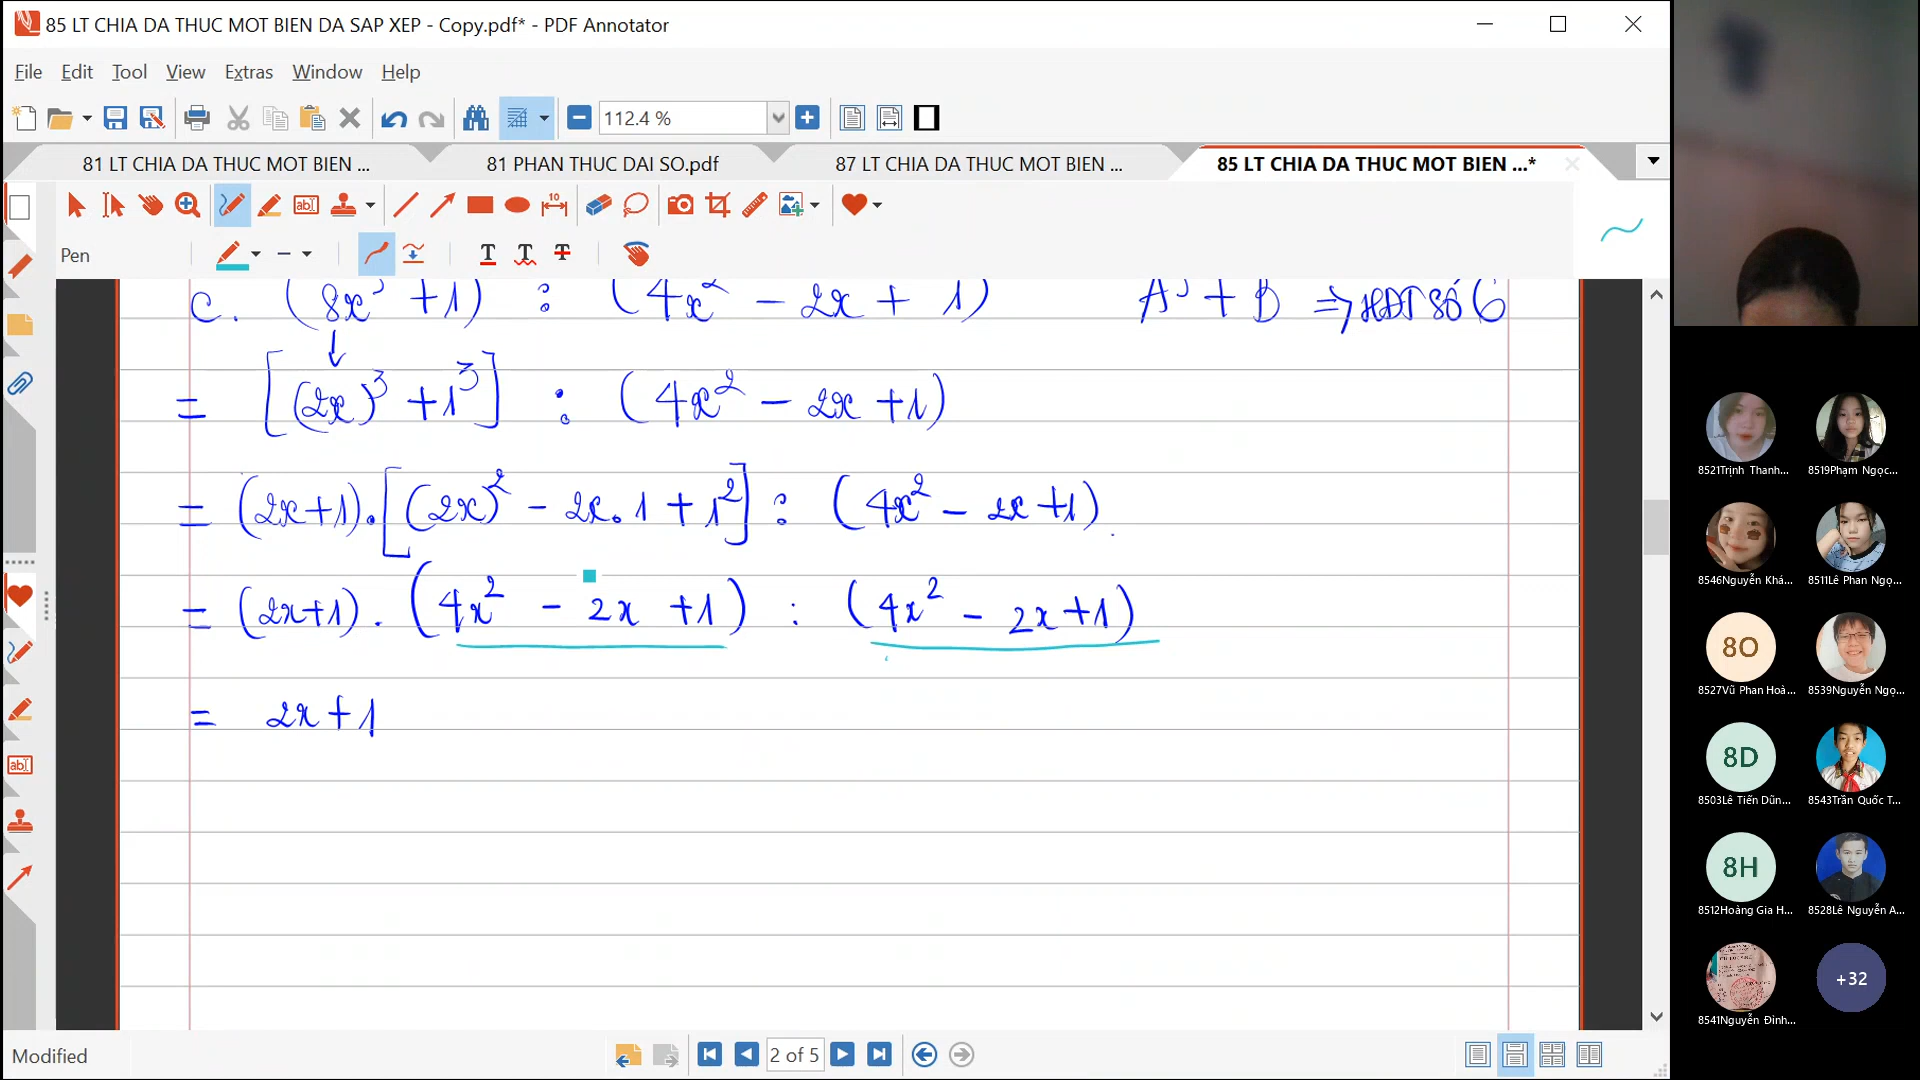 85 LT CHIA DA THUC MOT BIEN DA SAP XEP - Copy.pdf* - PDF Annotator
File Edit Tool View Extras Window Help
112.4 %
81 LT CHIA DA THUC MOT BIEN ... 81 PHAN THUC DAI SO.pdf 87 LT CHIA DA THUC MOT BIEN ... 85 LT CHIA DA THUC MOT BIEN ...*
Pen
c. (8x³ + 1) : (4x² - 2x + 1) A³ + B => HĐT số 6
= [(2x)³ + 1³] : (4x² - 2x + 1)
= (2x+1).[(2x)² - 2x.1 + 1²] : (4x² - 2x + 1)
= (2x+1).(4x² - 2x + 1) : (4x² - 2x + 1)
= 2x + 1
8521Trịnh Thanh... 8519Phạm Ngọc...
8546Nguyễn Khá... 8511Lê Phan Ngọ...
8O
8527Vũ Phan Hoà... 8539Nguyễn Ngọ...
8D
8503Lê Tiến Dũn... 8543Trần Quốc T...
8H
8512Hoàng Gia H... 8528Lê Nguyễn A...
+32
8541Nguyễn Đình...
Modified 2 of 5